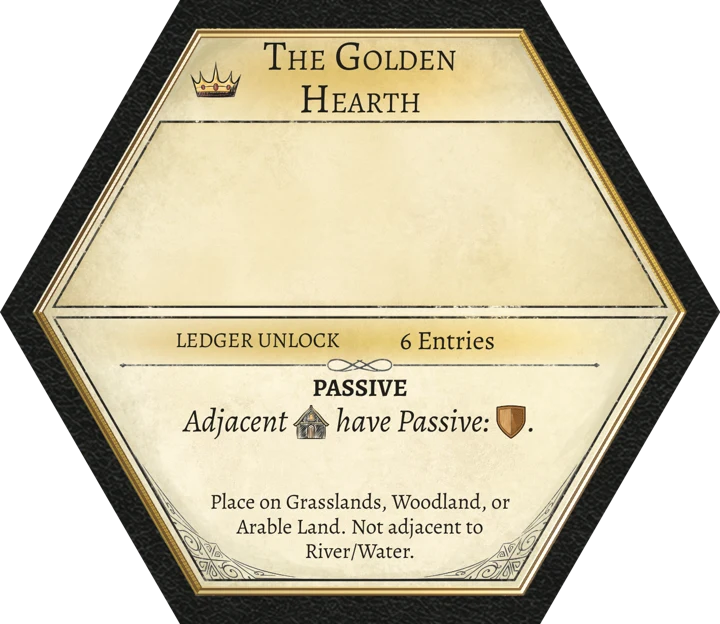 The Golden
Hearth
LEDGER UNLOCK 6 Entries
PASSIVE
Adjacent have Passive: .
Place on Grasslands, Woodland, or
Arable Land. Not adjacent to
River/Water.